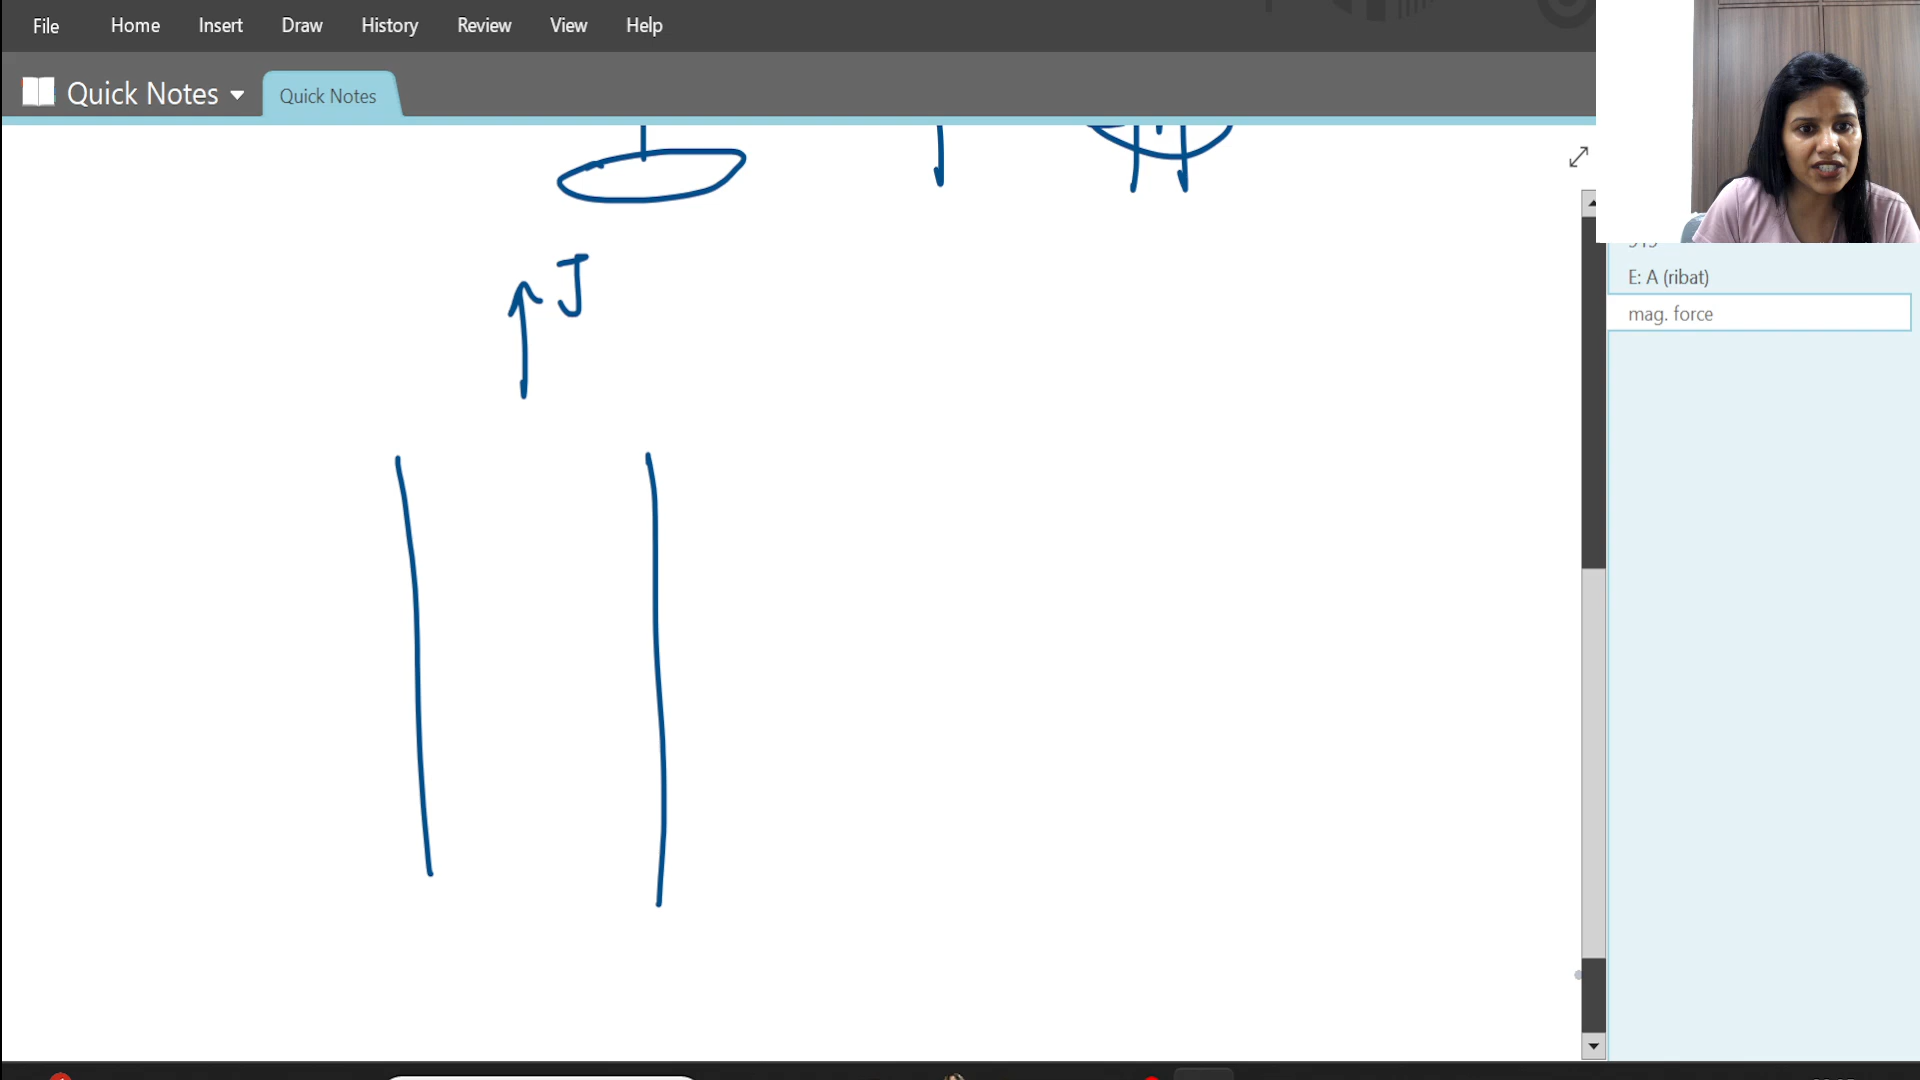 File Home Insert Draw History Review View Help
Quick Notes Quick Notes
E: A (ribat)
mag. force
J